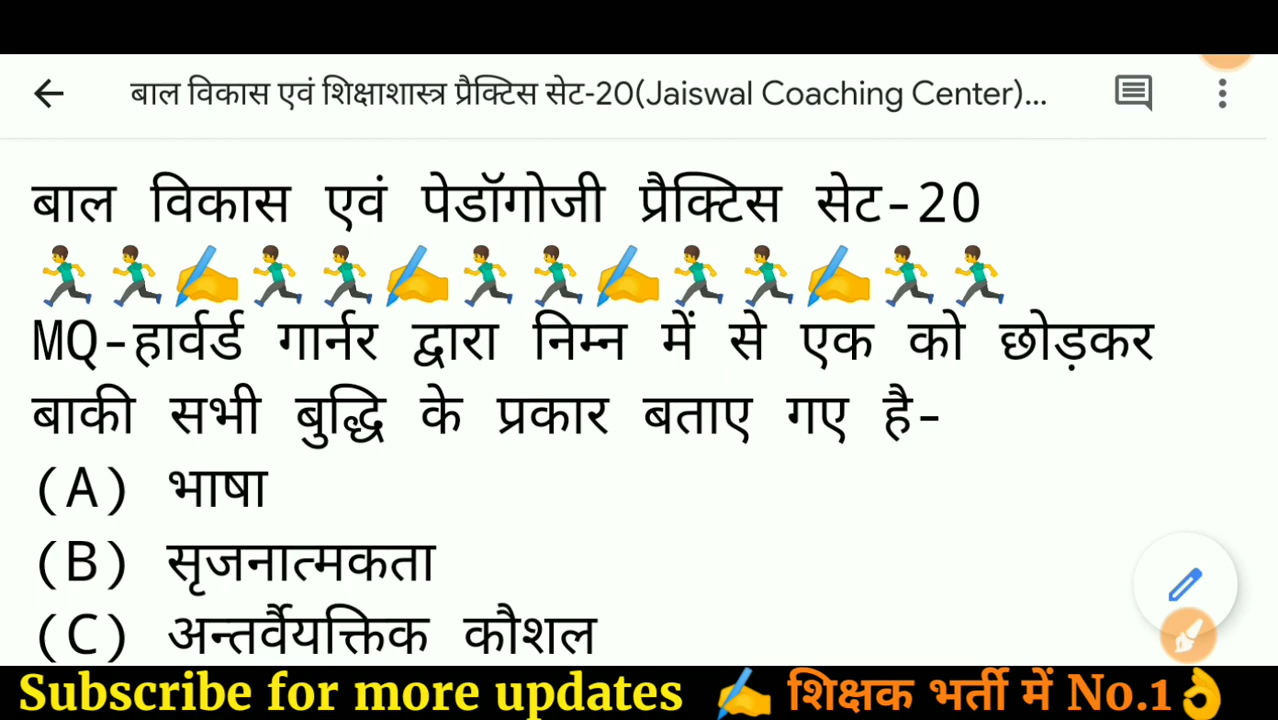 बाल विकास एवं शिक्षाशास्त्र प्रैक्टिस सेट-20(Jaiswal Coaching Center)...
बाल विकास एवं पेडॉगोजी प्रैक्टिस सेट-20
MQ-हार्वर्ड गार्नर द्वारा निम्न में से एक को छोड़कर
बाकी सभी बुद्धि के प्रकार बताए गए है-
(A) भाषा
(B) सृजनात्मकता
(C) अन्तर्वैयक्तिक कौशल
Subscribe for more updates ✍ शिक्षक भर्ती में No.1👌